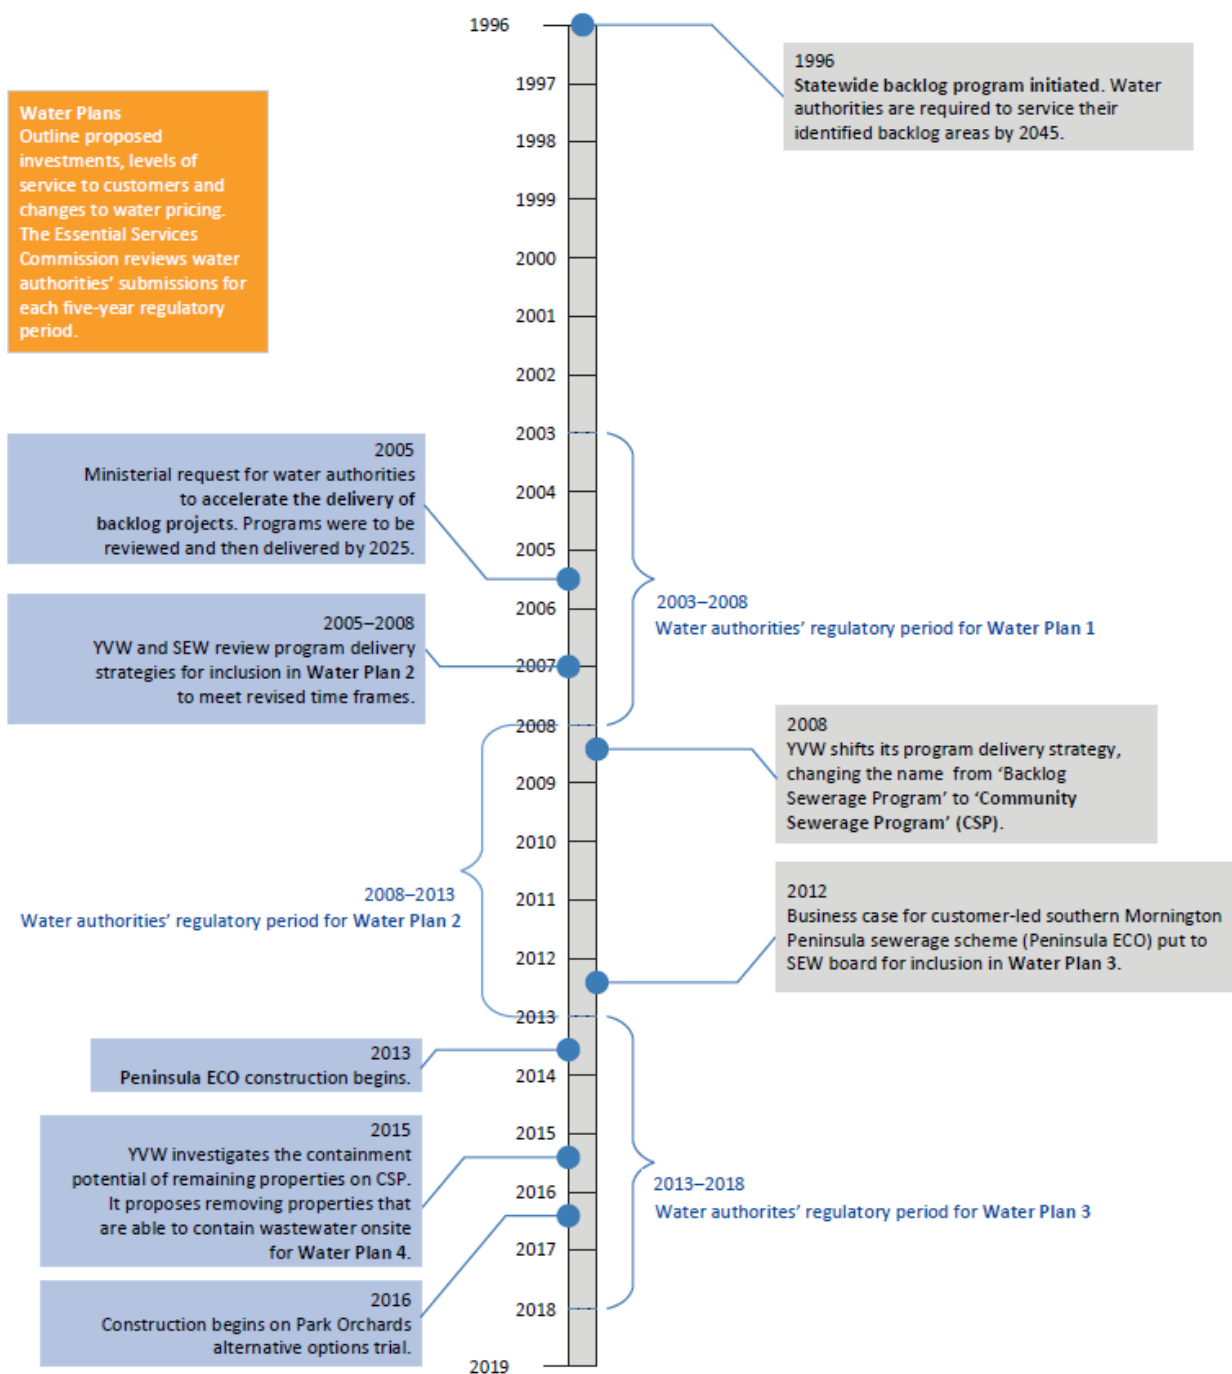 1996
1996
Statewide backlog program initiated. Water
authorities are required to service their
identified backlog areas by 2045.
1997
Water Plans
Outline proposed
investments, levels of
service to customers and
changes to water pricing.
The Essential Services
Commission reviews water
authorities' submissions for
each five-year regulatory
period.
1998
1999
2000
2001
2002
2003
2005
Ministerial request for water authorities
to accelerate the delivery of
backlog projects. Programs were to be
reviewed and then delivered by 2025.
2004
2005
2003–2008
Water authorities' regulatory period for Water Plan 1
2006
2005–2008
YVW and SEW review program delivery
strategies for inclusion in Water Plan 2
to meet revised time frames.
2007
2008
2008
YVW shifts its program delivery strategy,
changing the name from 'Backlog
Sewerage Program' to 'Community
Sewerage Program' (CSP).
2009
2010
2008–2013
Water authorities' regulatory period for Water Plan 2
2011
2012
Business case for customer-led southern Mornington
Peninsula sewerage scheme (Peninsula ECO) put to
SEW board for inclusion in Water Plan 3.
2012
2013
2013
Peninsula ECO construction begins.
2014
2015
YVW investigates the containment
potential of remaining properties on CSP.
It proposes removing properties that
are able to contain wastewater onsite
for Water Plan 4.
2015
2016
2013–2018
Water authorites' regulatory period for Water Plan 3
2017
2016
Construction begins on Park Orchards
alternative options trial.
2018
2019